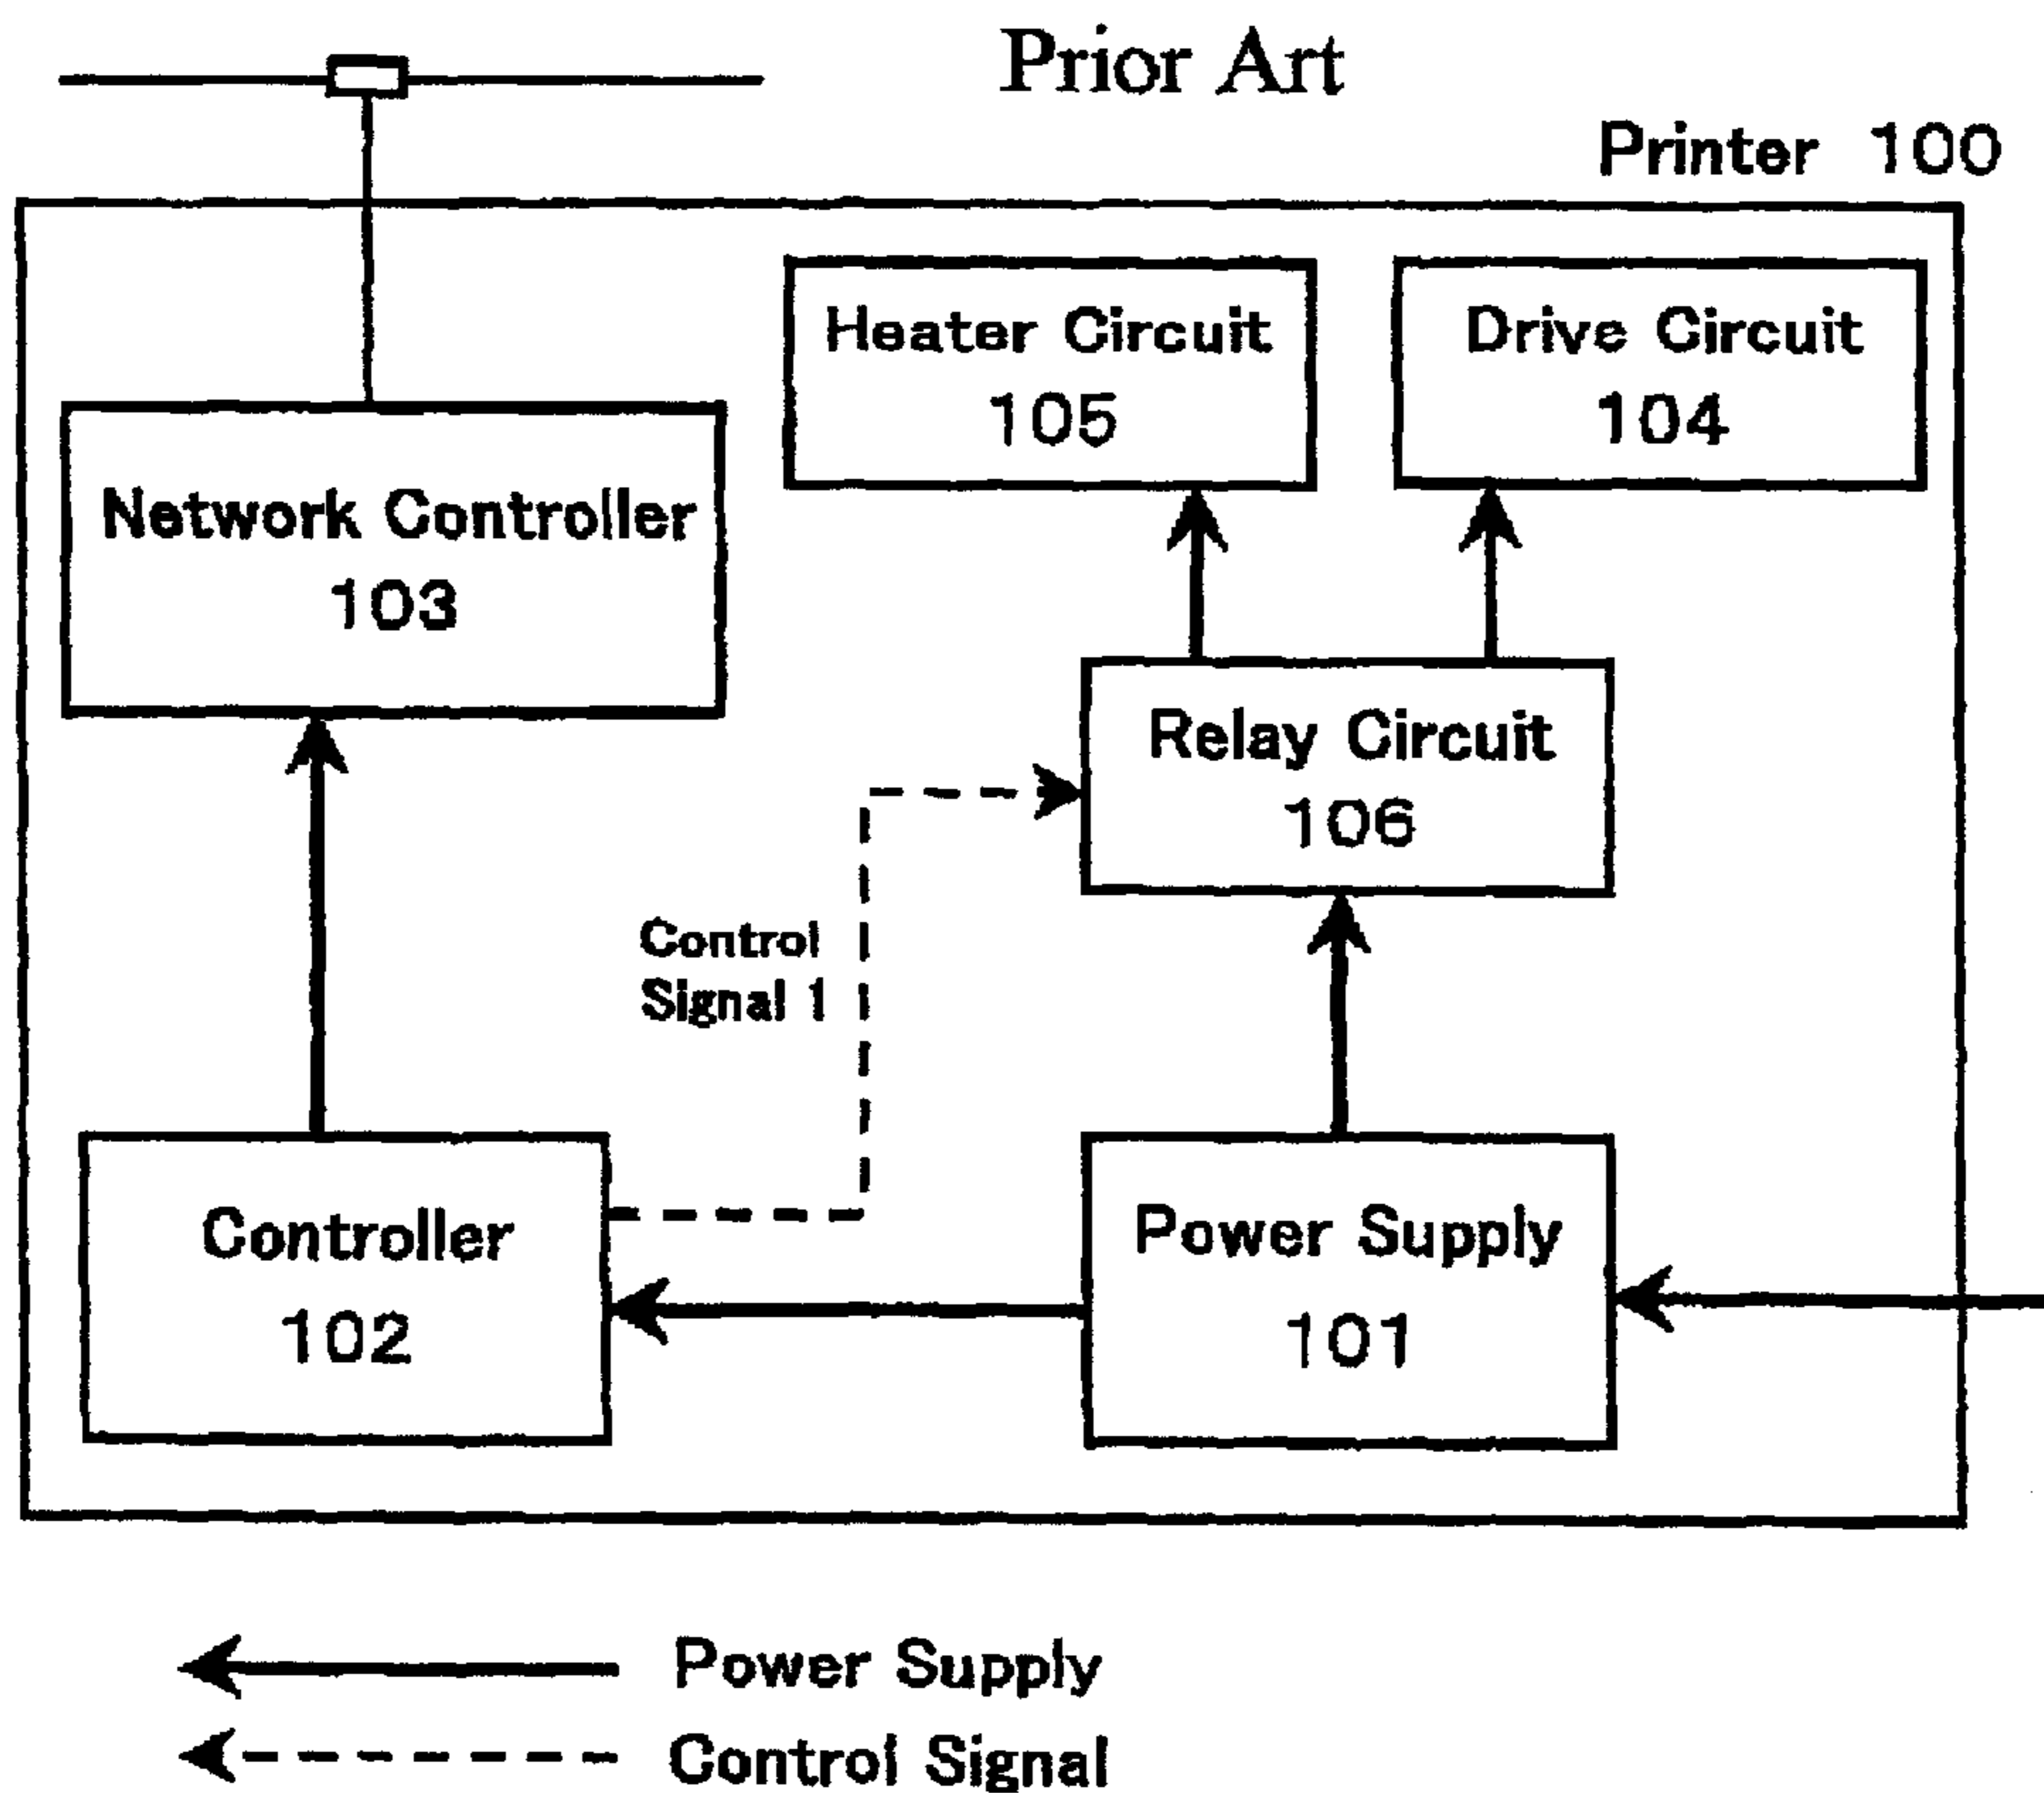 Prior Art
Printer 100
Heater Circuit
105
Drive Circuit
104
Network Controller
103
Relay Circuit
106
Control
Signal 1
Controller
102
Power Supply
101
Power Supply
Control Signal